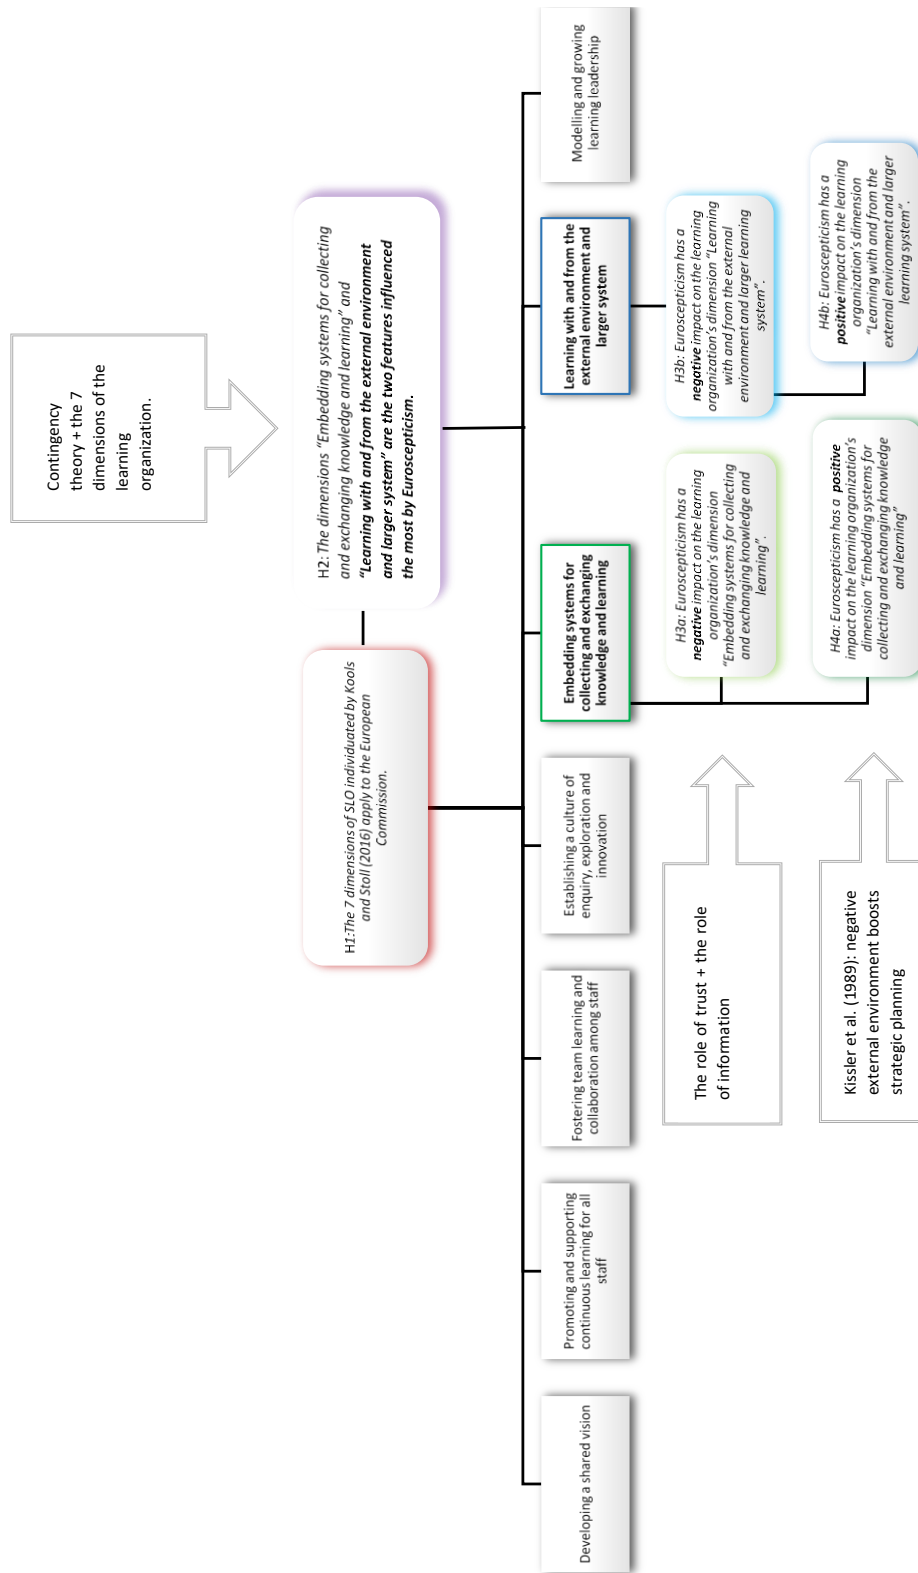 Contingency
theory + the 7
dimensions of the
learning
organization.
H1:The 7 dimensions of SLO individuated by Kools
and Stoll (2016) apply to the European
Commission.
H2: The dimensions “Embedding systems for collecting
and exchanging knowledge and learning” and
“Learning with and from the external environment
and larger system” are the two features influenced
the most by Euroscepticism.
Developing a shared vision
Promoting and supporting
continuous learning for all
staff
Fostering team learning and
collaboration among staff
Establishing a culture of
enquiry, exploration and
innovation
Embedding systems for
collecting and exchanging
knowledge and learning
Learning with and from the
external environment and
larger system
Modelling and growing
learning leadership
The role of trust + the role
of information
H3a: Euroscepticism has a
negative impact on the learning
organization’s dimension
“Embedding systems for collecting
and exchanging knowledge and
learning”.
H3b: Euroscepticism has a
negative impact on the learning
organization’s dimension “Learning
with and from the external
environment and larger learning
system”.
Kissler et al. (1989): negative
external environment boosts
strategic planning
H4a: Euroscepticism has a positive
impact on the learning organization’s
dimension “Embedding systems for
collecting and exchanging knowledge
and learning”
H4b: Euroscepticism has a
positive impact on the learning
organization’s dimension
“Learning with and from the
external environment and larger
learning system”.